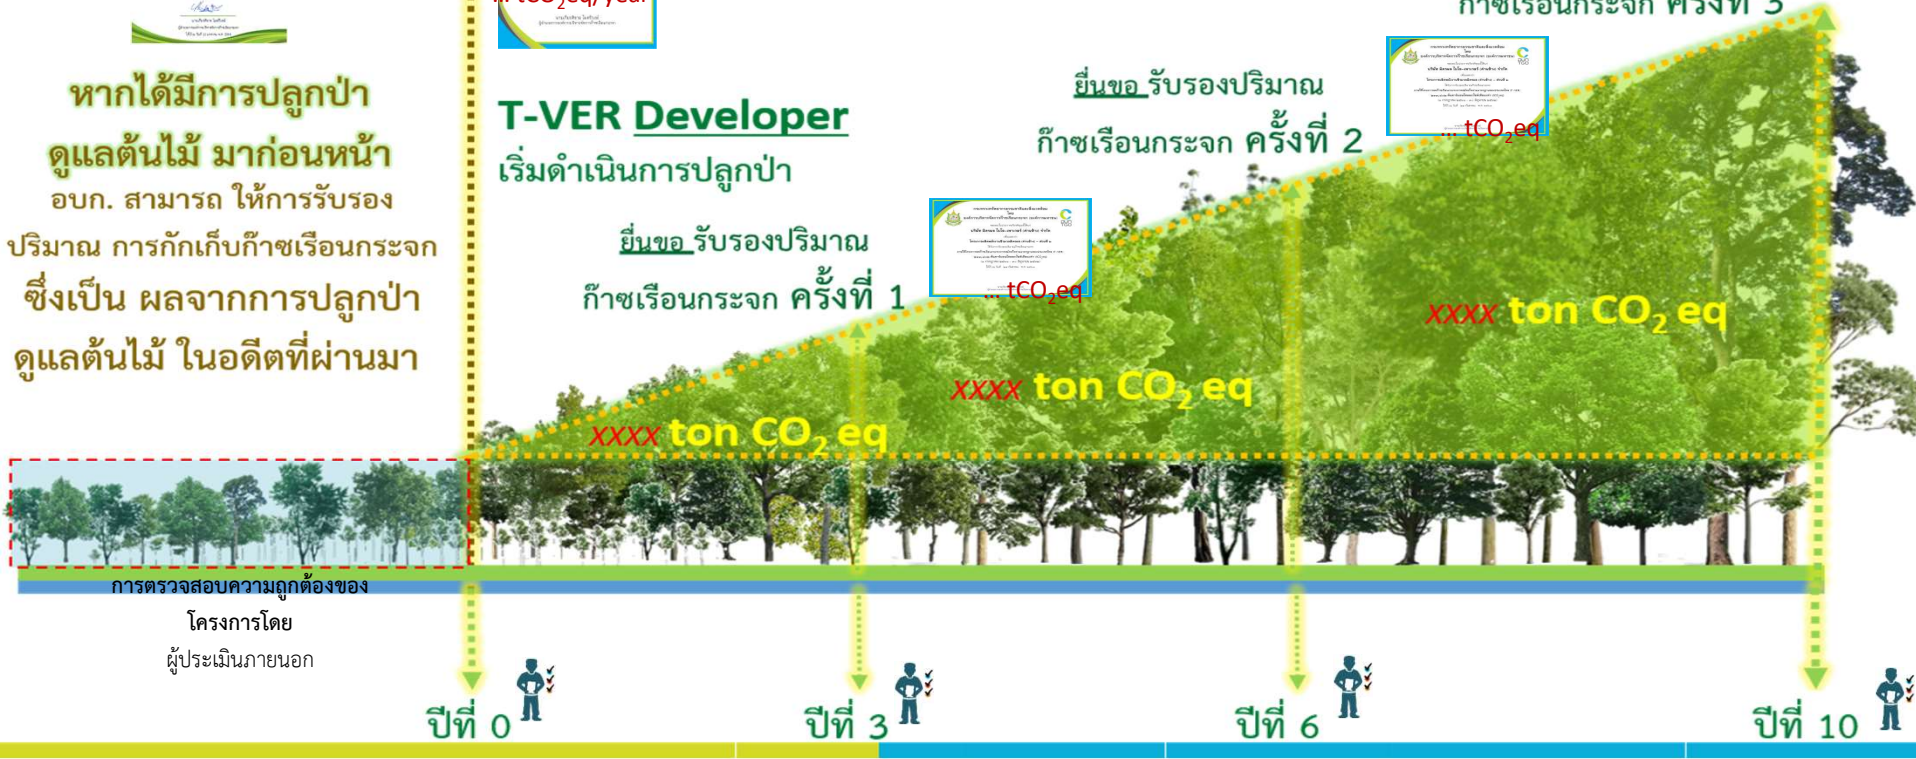 ... tCO₂eq/year
หากได้มีการปลูกป่า
ดูแลต้นไม้ มาก่อนหน้า
อบก. สามารถ ให้การรับรอง
ปริมาณ การกักเก็บก๊าซเรือนกระจก
ซึ่งเป็น ผลจากการปลูกป่า
ดูแลต้นไม้ ในอดีตที่ผ่านมา
T-VER Developer
เริ่มดำเนินการปลูกป่า
ยื่นขอ รับรองปริมาณ
ก๊าซเรือนกระจก ครั้งที่ 1
... tCO₂eq
ยื่นขอ รับรองปริมาณ
ก๊าซเรือนกระจก ครั้งที่ 2
... tCO₂eq
ก๊าซเรือนกระจก ครั้งที่ 3
xxxx ton CO₂ eq
xxxx ton CO₂ eq
xxxx ton CO₂ eq
การตรวจสอบความถูกต้องของ
โครงการโดย
ผู้ประเมินภายนอก
ปีที่ 0
ปีที่ 3
ปีที่ 6
ปีที่ 10